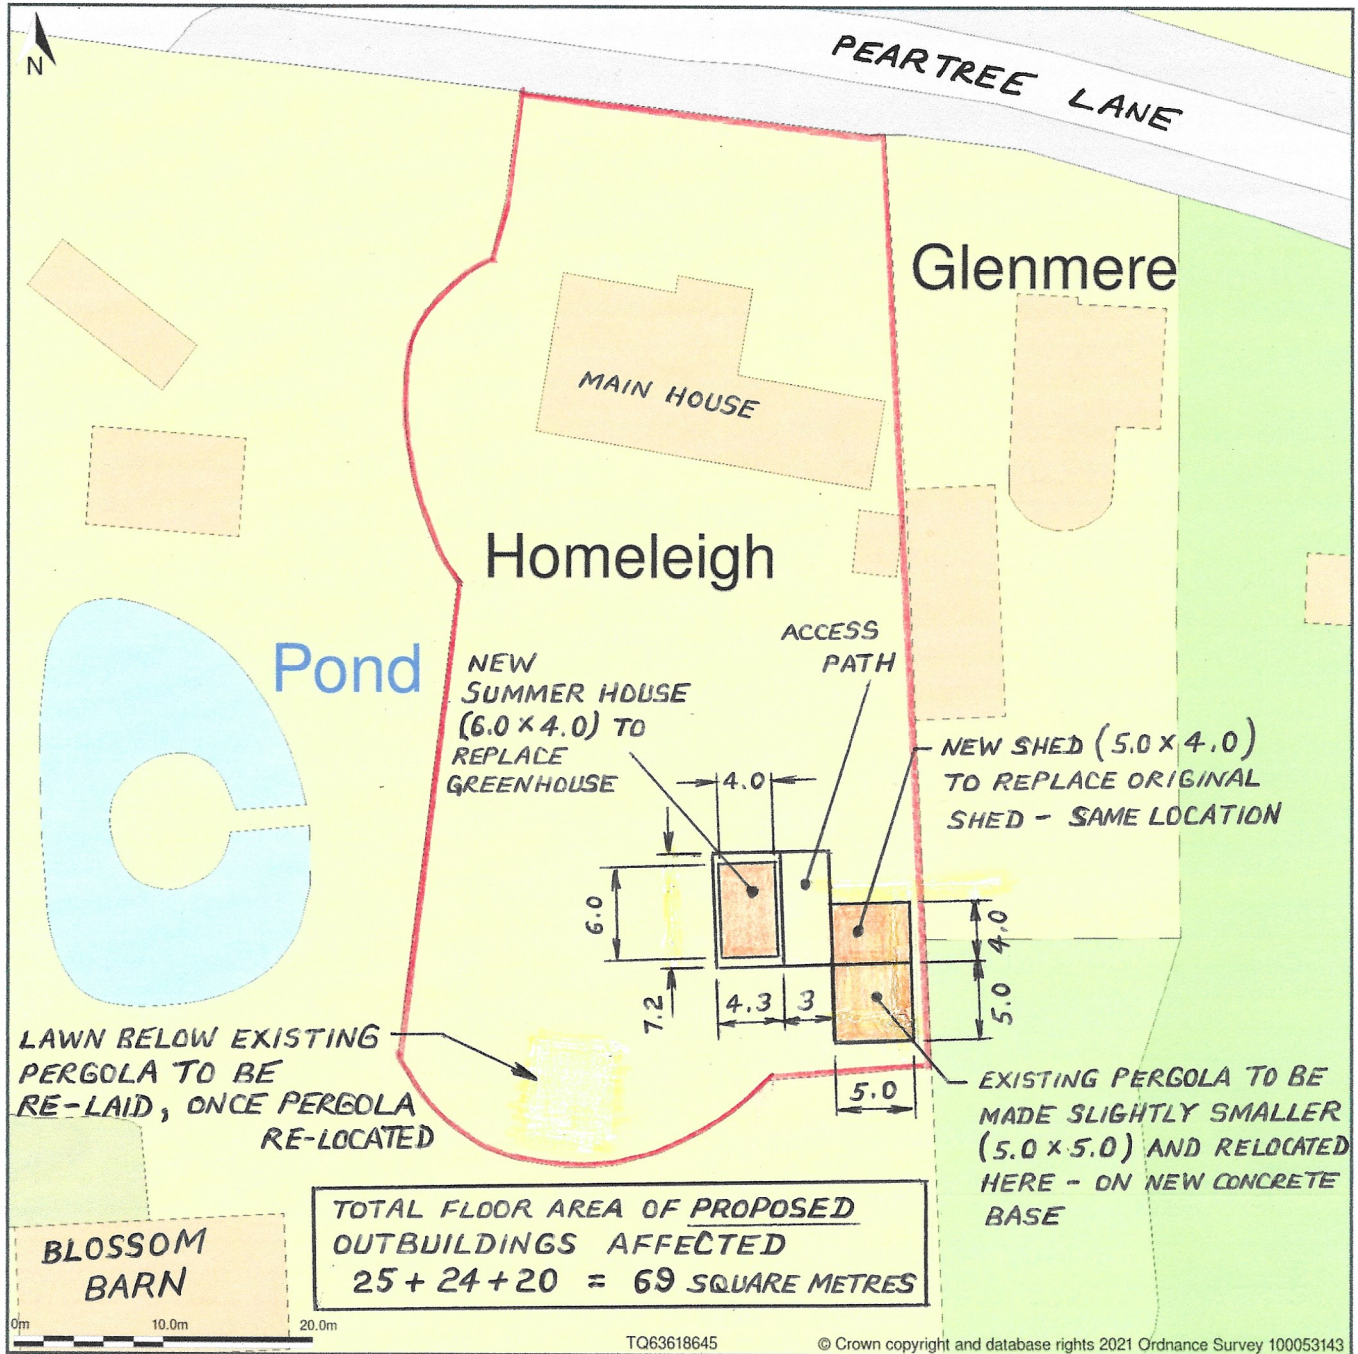 N
PEARTREE LANE
Glenmere
MAIN HOUSE
Homeleigh
Pond
ACCESS
PATH
NEW
SUMMER HOUSE
(6.0 X 4.0) TO
REPLACE
GREENHOUSE
NEW SHED (5.0 X 4.0)
TO REPLACE ORIGINAL
SHED - SAME LOCATION
4.0
6.0
7.2
4.3
3
4.0
5.0
5.0
LAWN BELOW EXISTING
PERGOLA TO BE
RE-LAID, ONCE PERGOLA
RE-LOCATED
EXISTING PERGOLA TO BE
MADE SLIGHTLY SMALLER
(5.0 X 5.0) AND RELOCATED
HERE - ON NEW CONCRETE
BASE
TOTAL FLOOR AREA OF PROPOSED
OUTBUILDINGS AFFECTED
25 + 24 + 20 = 69 SQUARE METRES
BLOSSOM
BARN
0m 10.0m 20.0m
TQ63618645
© Crown copyright and database rights 2021 Ordnance Survey 100053143